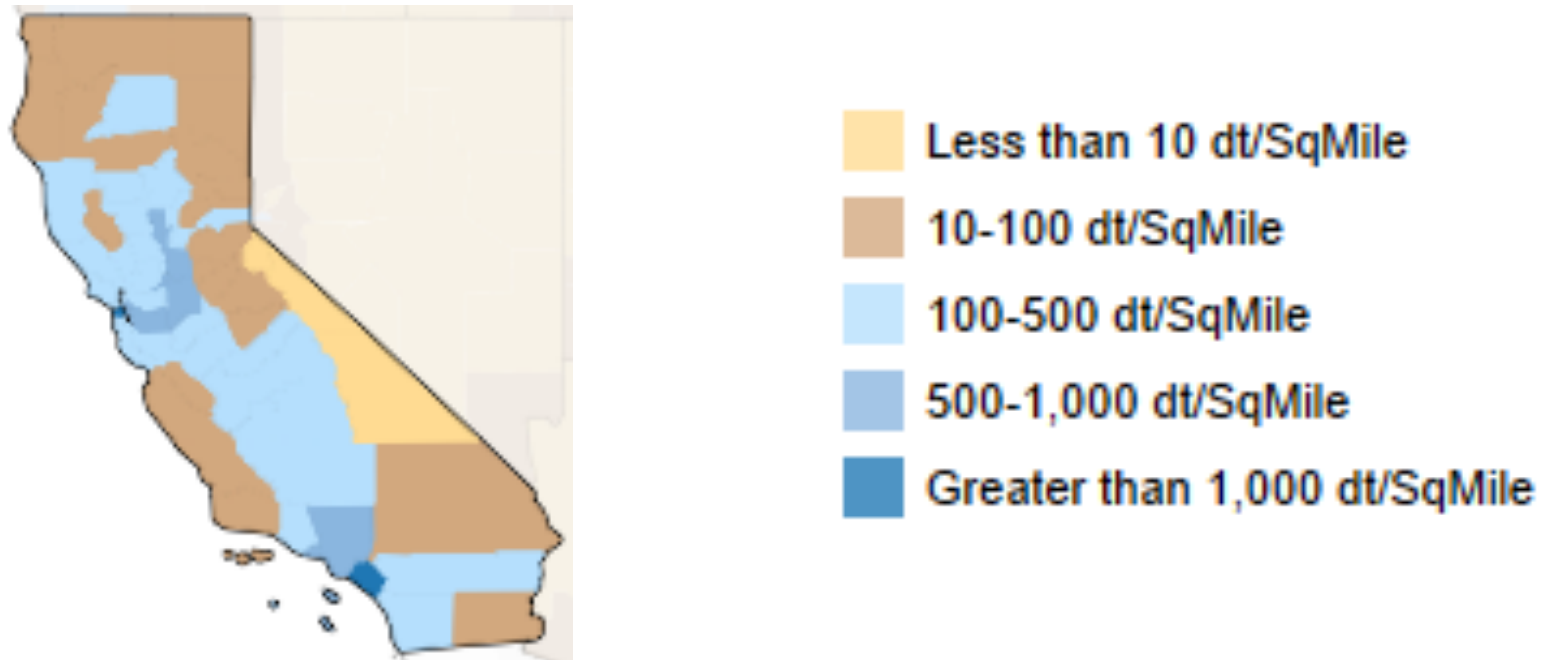 Less than 10 dt/SqMile
10-100 dt/SqMile
100-500 dt/SqMile
500-1,000 dt/SqMile
Greater than 1,000 dt/SqMile